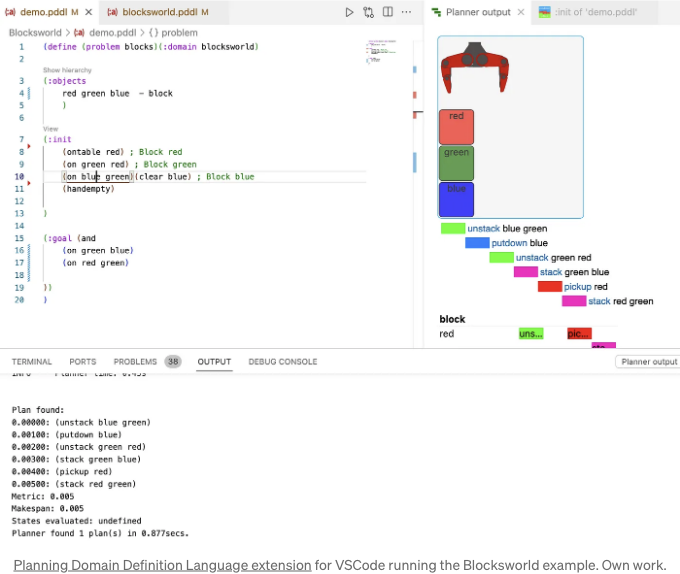 demo.pddl M
blocksworld.pddl M
Planner output
:init of 'demo.pddl'
Blocksworld > demo.pddl > {} problem
1 (define (problem blocks)(:domain blocksworld)
2
Show hierarchy
3 (:objects
4 red green blue - block
5 )
6
View
7 (:init
8 (ontable red) ; Block red
9 (on green red) ; Block green
10 (on blue green)(clear blue) ; Block blue
11 (handempty)
12
13 )
14
15 (:goal (and
16 (on green blue)
17 (on red green)
18
19 ))
20 )
red
green
blue
unstack blue green
putdown blue
unstack green red
stack green blue
pickup red
stack red green
block
red uns... pic...
sta...
TERMINAL PORTS PROBLEMS 38 OUTPUT DEBUG CONSOLE Planner output
Plan found:
0.00000: (unstack blue green)
0.00100: (putdown blue)
0.00200: (unstack green red)
0.00300: (stack green blue)
0.00400: (pickup red)
0.00500: (stack red green)
Metric: 0.005
Makespan: 0.005
States evaluated: undefined
Planner found 1 plan(s) in 0.877secs.
Planning Domain Definition Language extension for VSCode running the Blocksworld example. Own work.